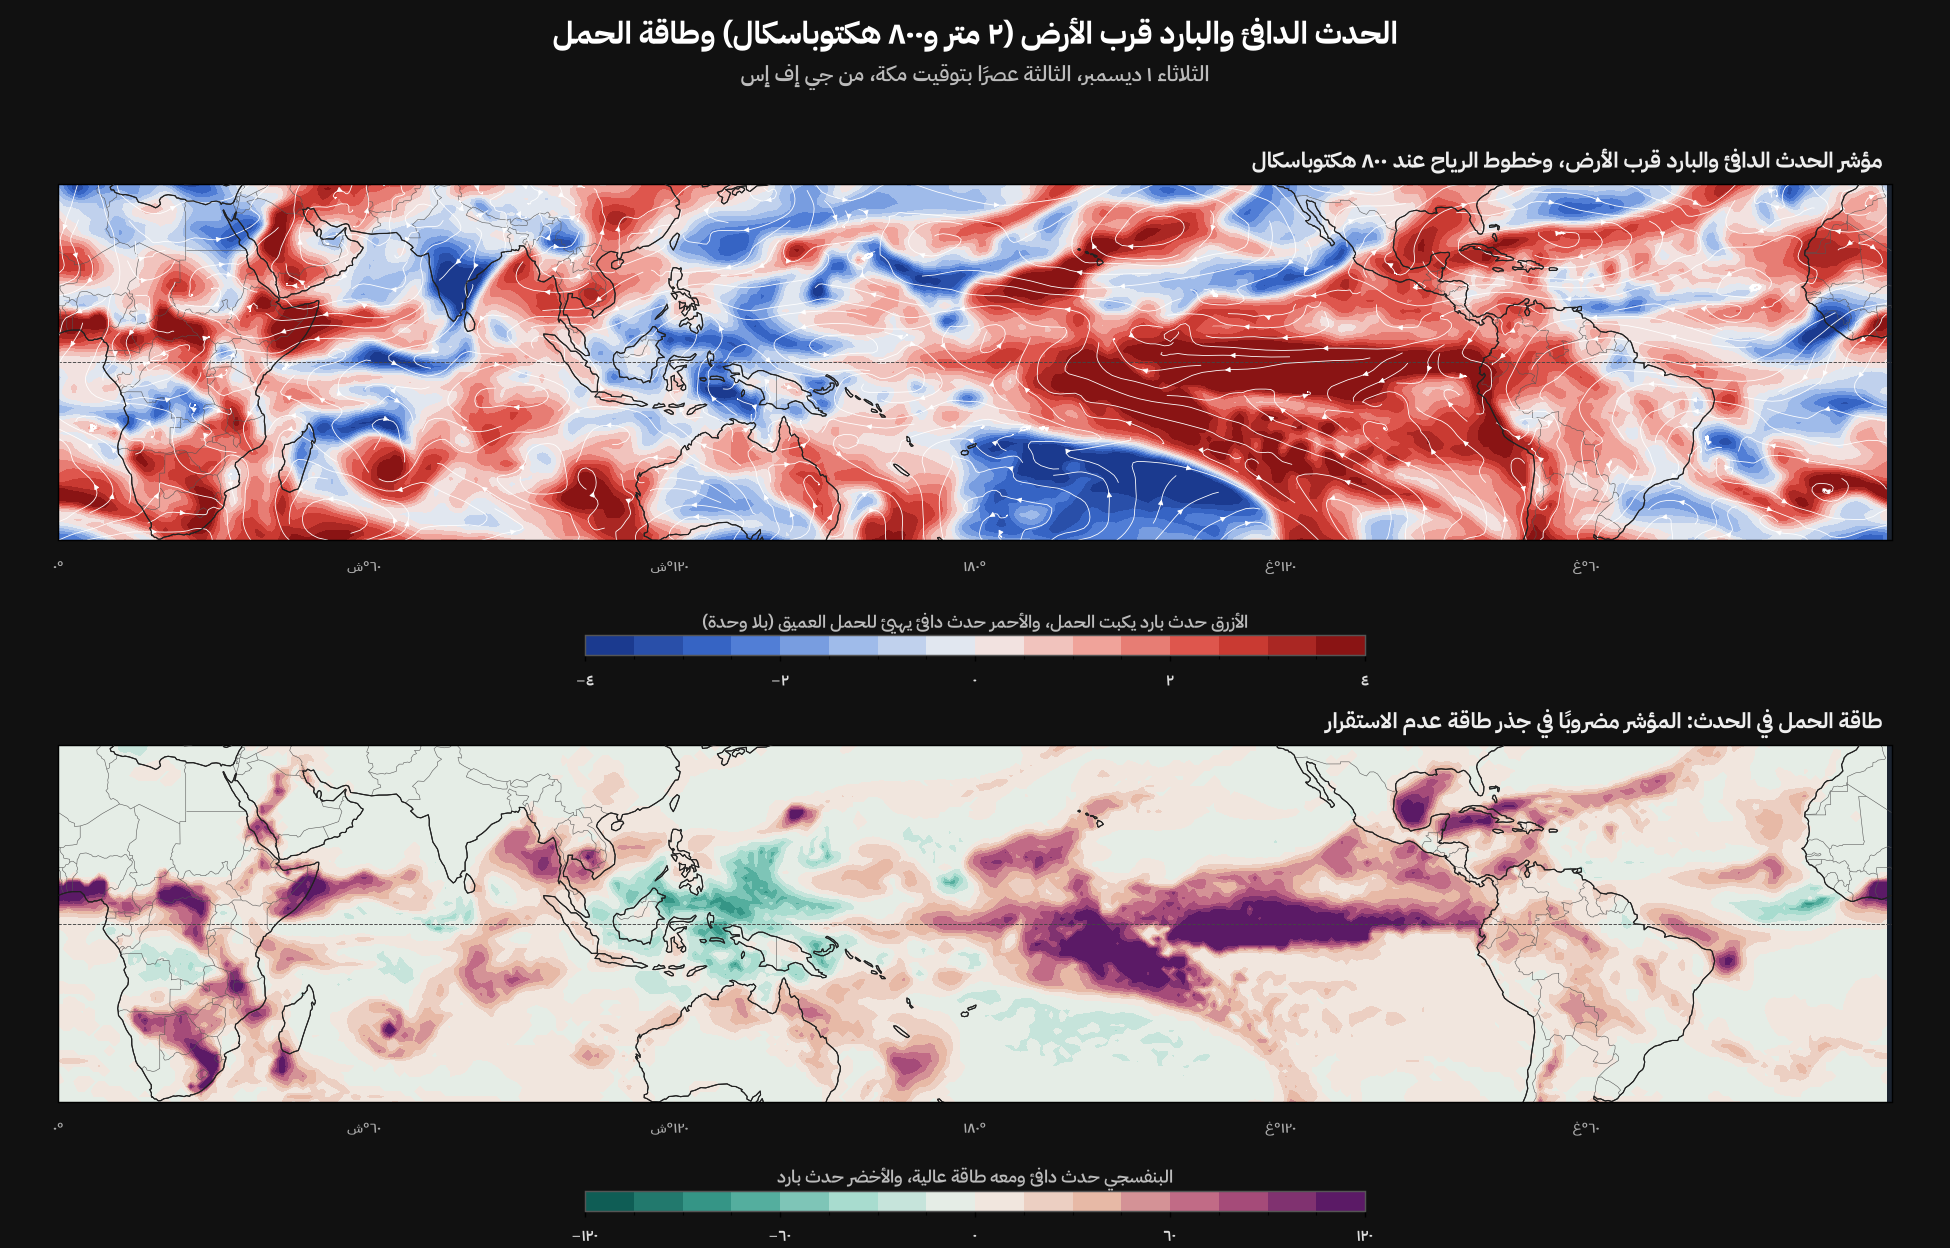 الحدث الدافئ والبارد قرب الأرض (٢ متر و٨٠٠ هكتوباسكال) وطاقة الحمل
الثلاثاء ١ ديسمبر، الثالثة عصرًا بتوقيت مكة، من جي إف إس
مؤشر الحدث الدافئ والبارد قرب الأرض، وخطوط الرياح عند ٨٠٠ هكتوباسكال
٠° ٦٠°ش ١٢٠°ش ١٨٠° ١٢٠°غ ٦٠°غ
الأزرق حدث بارد يكبت الحمل، والأحمر حدث دافئ يهيئ للحمل العميق (بلا وحدة)
−٤ −٢ ٠ ٢ ٤
طاقة الحمل في الحدث: المؤشر مضروبًا في جذر طاقة عدم الاستقرار
٠° ٦٠°ش ١٢٠°ش ١٨٠° ١٢٠°غ ٦٠°غ
البنفسجي حدث دافئ ومعه طاقة عالية، والأخضر حدث بارد
−١٢٠ −٦٠ ٠ ٦٠ ١٢٠